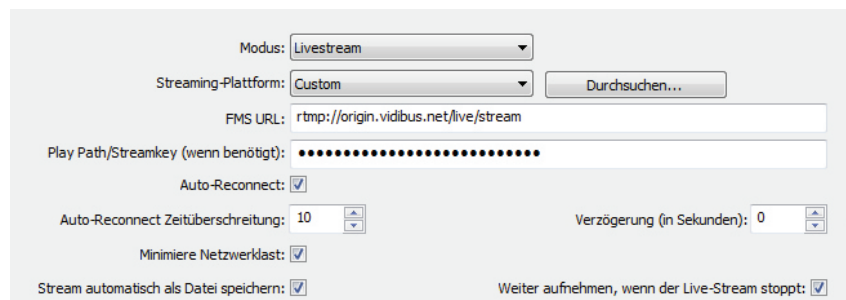 Modus: Livestream
Streaming-Plattform: Custom Durchsuchen...
FMS URL: rtmp://origin.vidibus.net/live/stream
Play Path/Streamkey (wenn benötigt): ●●●●●●●●●●●●●●●●●●●●●●●●●●●
Auto-Reconnect:
Auto-Reconnect Zeitüberschreitung: 10 Verzögerung (in Sekunden): 0
Minimiere Netzwerklast:
Stream automatisch als Datei speichern: Weiter aufnehmen, wenn der Live-Stream stoppt: